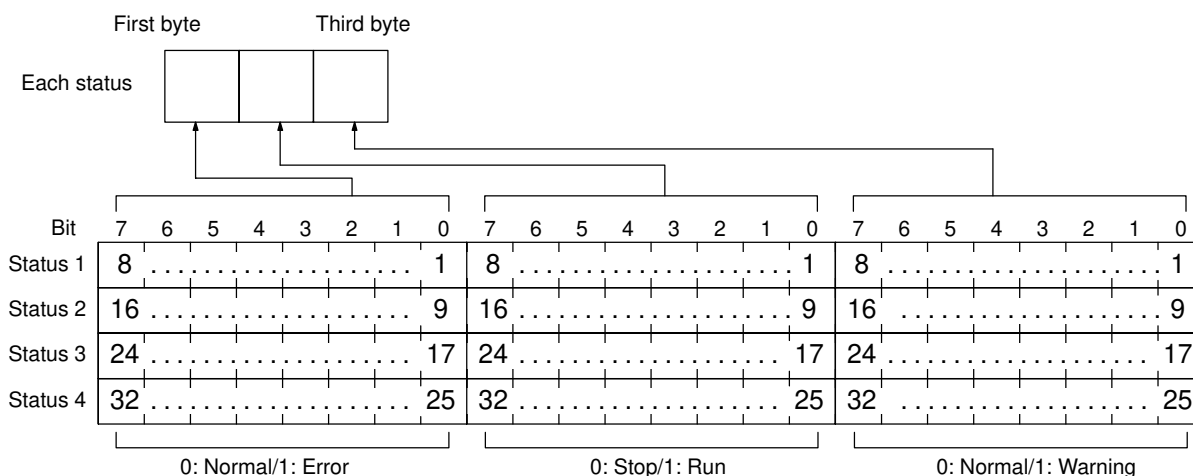 First byte Third byte
Each status
Bit 7 6 5 4 3 2 1 0 7 6 5 4 3 2 1 0 7 6 5 4 3 2 1 0
Status 1 8 . . . . . . . . . . . . . . . . . . . . 1 8 . . . . . . . . . . . . . . . . . . . . 1 8 . . . . . . . . . . . . . . . . . . . . 1
Status 2 16 . . . . . . . . . . . . . . . . . . . . 9 16 . . . . . . . . . . . . . . . . . . . . 9 16 . . . . . . . . . . . . . . . . . . . . 9
Status 3 24 . . . . . . . . . . . . . . . . . . . . 17 24 . . . . . . . . . . . . . . . . . . . . 17 24 . . . . . . . . . . . . . . . . . . . . 17
Status 4 32 . . . . . . . . . . . . . . . . . . . . 25 32 . . . . . . . . . . . . . . . . . . . . 25 32 . . . . . . . . . . . . . . . . . . . . 25
0: Normal/1: Error 0: Stop/1: Run 0: Normal/1: Warning